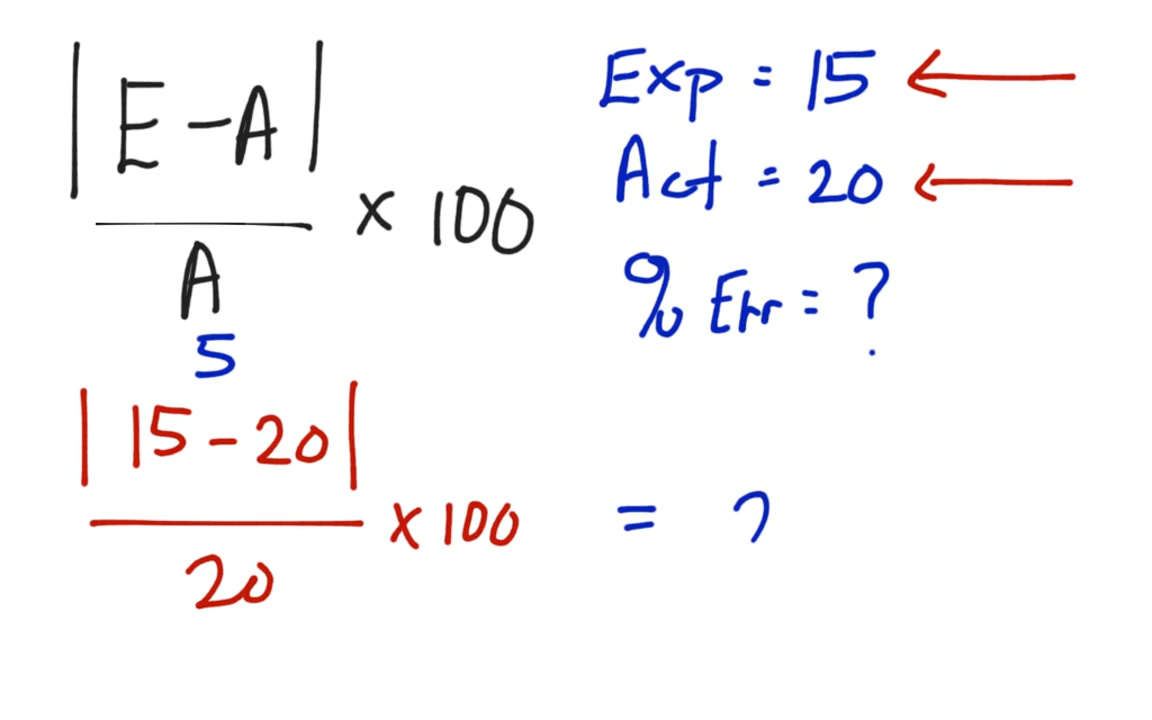 |E-A|
A
× 100
Exp = 15
Act = 20
% Err = ?
5
|15-20|
20
× 100 = ?